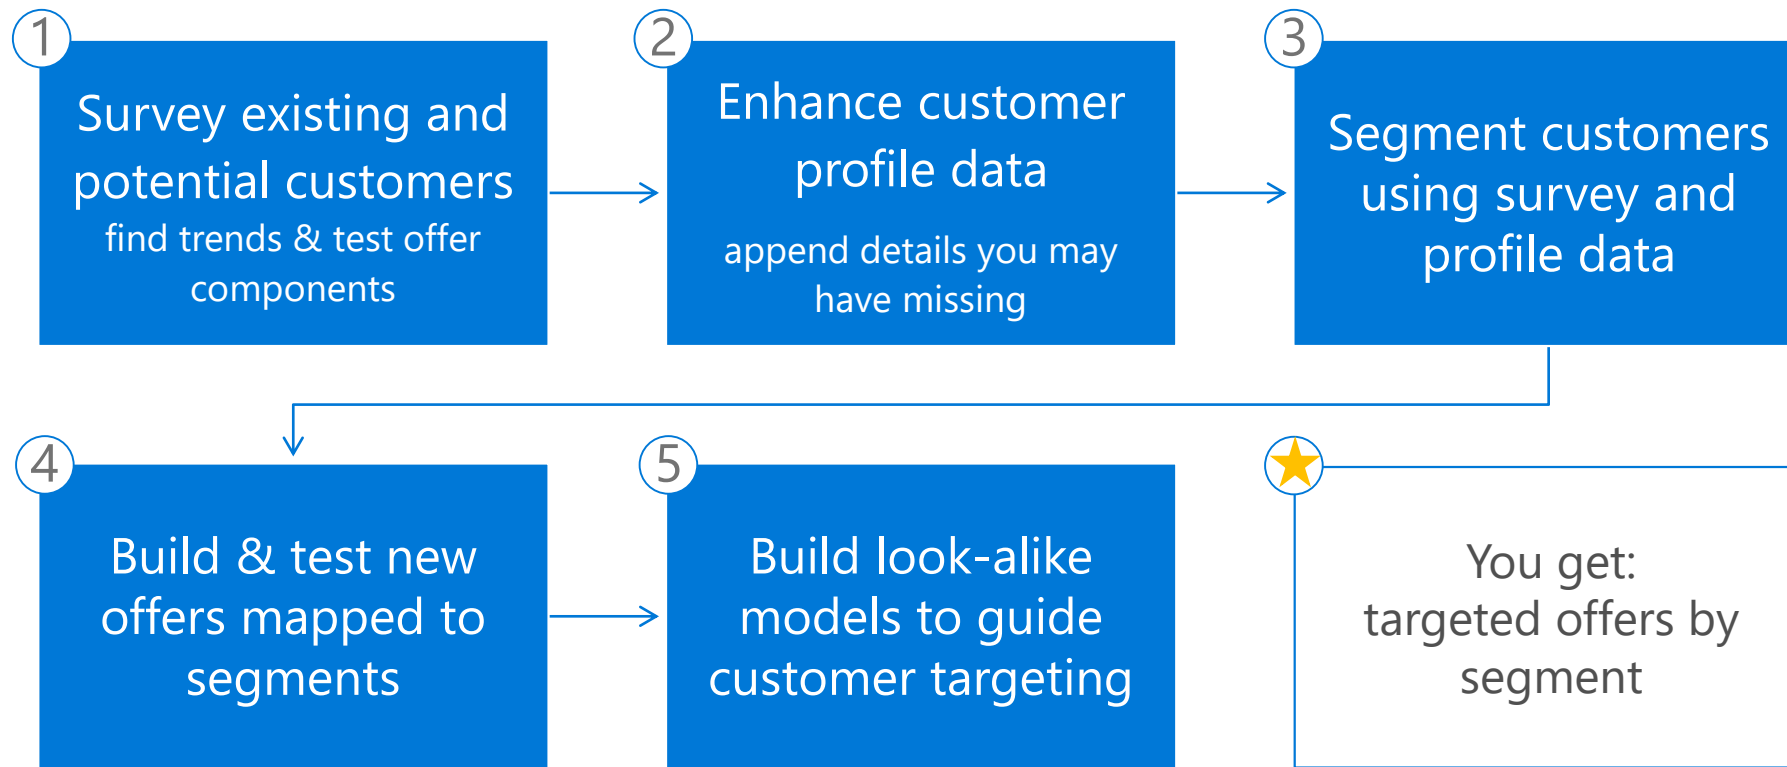 1
Survey existing and
potential customers
find trends & test offer
components
2
Enhance customer
profile data
append details you may
have missing
3
Segment customers
using survey and
profile data
4
Build & test new
offers mapped to
segments
5
Build look-alike
models to guide
customer targeting
You get:
targeted offers by
segment